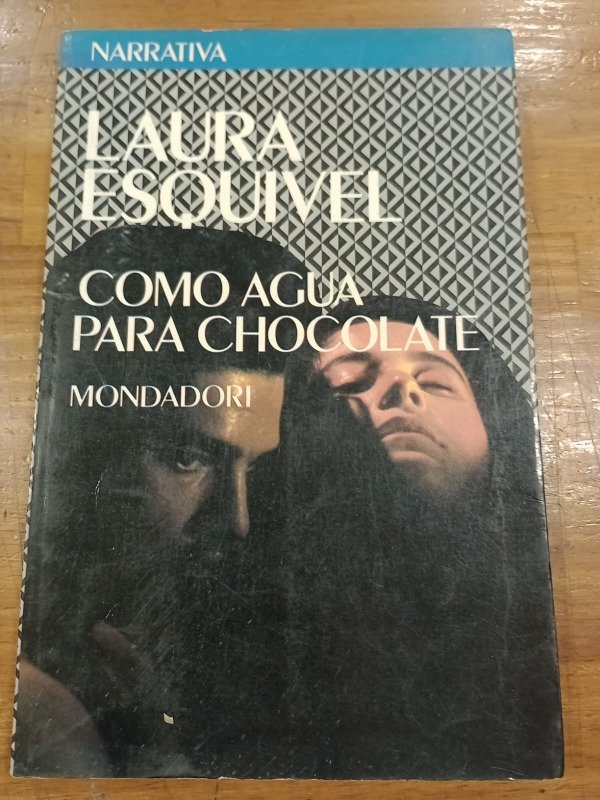 NARRATIVA
LAURA
ESQUIVEL
COMO AGUA
PARA CHOCOLATE
MONDADORI